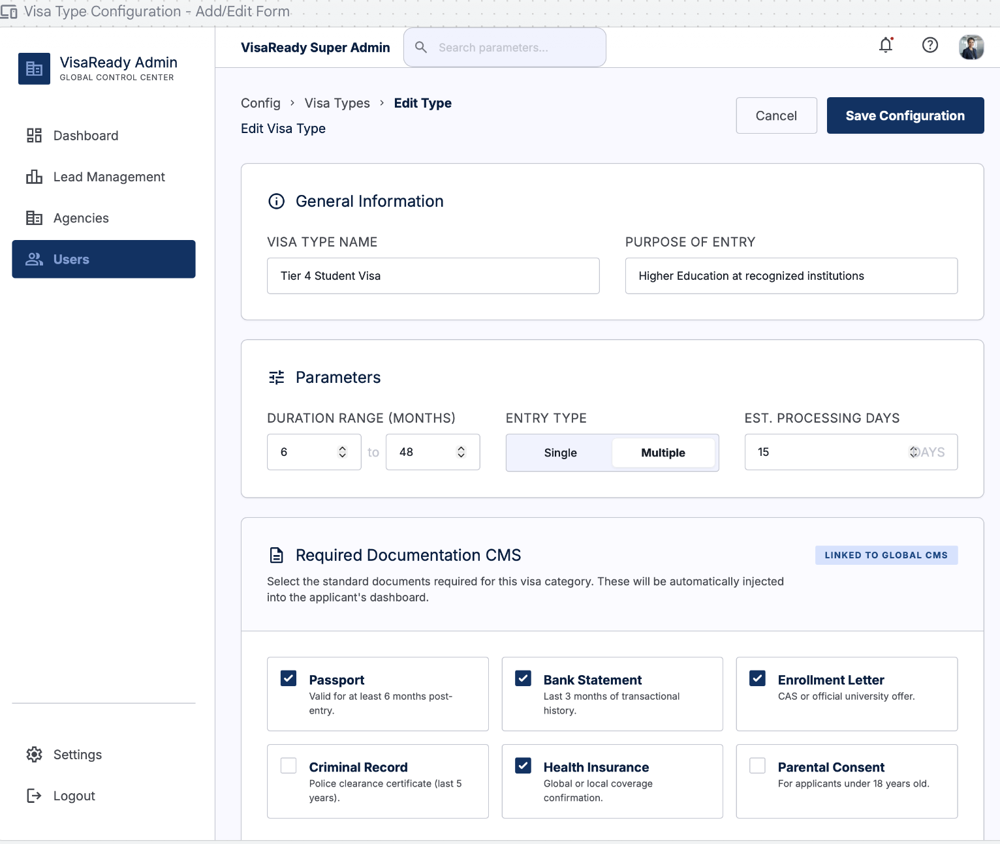 Visa Type Configuration - Add/Edit Form
VisaReady Admin
GLOBAL CONTROL CENTER
Dashboard
Lead Management
Agencies
Users
Settings
Logout
VisaReady Super Admin
Search parameters...
Config › Visa Types › Edit Type
Edit Visa Type
Cancel
Save Configuration
General Information
VISA TYPE NAME
Tier 4 Student Visa
PURPOSE OF ENTRY
Higher Education at recognized institutions
Parameters
DURATION RANGE (MONTHS)
6 to 48
ENTRY TYPE
Single Multiple
EST. PROCESSING DAYS
15 DAYS
Required Documentation CMS
LINKED TO GLOBAL CMS
Select the standard documents required for this visa category. These will be automatically injected
into the applicant's dashboard.
Passport
Valid for at least 6 months post-
entry.
Bank Statement
Last 3 months of transactional
history.
Enrollment Letter
CAS or official university offer.
Criminal Record
Police clearance certificate (last 5
years).
Health Insurance
Global or local coverage
confirmation.
Parental Consent
For applicants under 18 years old.